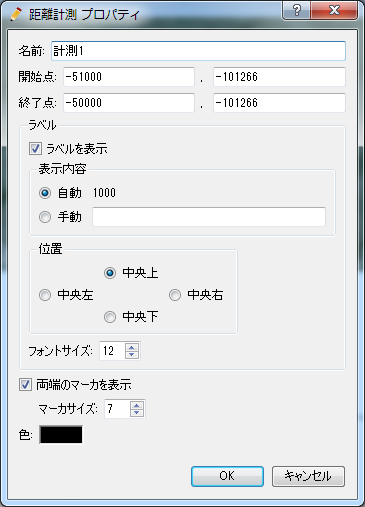 距離計測 プロパティ
名前: 計測1
開始点: -51000 , -101266
終了点: -50000 , -101266
ラベル
ラベルを表示
表示内容
自動 1000
手動
位置
中央上
中央左 中央右
中央下
フォントサイズ: 12
両端のマーカを表示
マーカサイズ: 7
色:
OK キャンセル